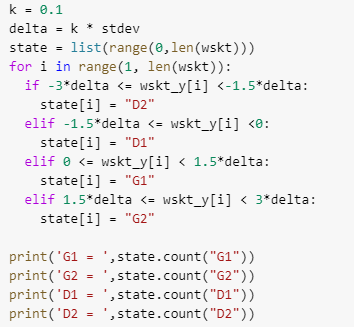 k = 0.1
delta = k * stdev
state = list(range(0,len(wskt)))
for i in range(1, len(wskt)):
  if -3*delta <= wskt_y[i] <-1.5*delta:
    state[i] = "D2"
  elif -1.5*delta <= wskt_y[i] <0:
    state[i] = "D1"
  elif 0 <= wskt_y[i] < 1.5*delta:
    state[i] = "G1"
  elif 1.5*delta <= wskt_y[i] < 3*delta:
    state[i] = "G2"

print('G1 = ',state.count("G1"))
print('G2 = ',state.count("G2"))
print('D1 = ',state.count("D1"))
print('D2 = ',state.count("D2"))